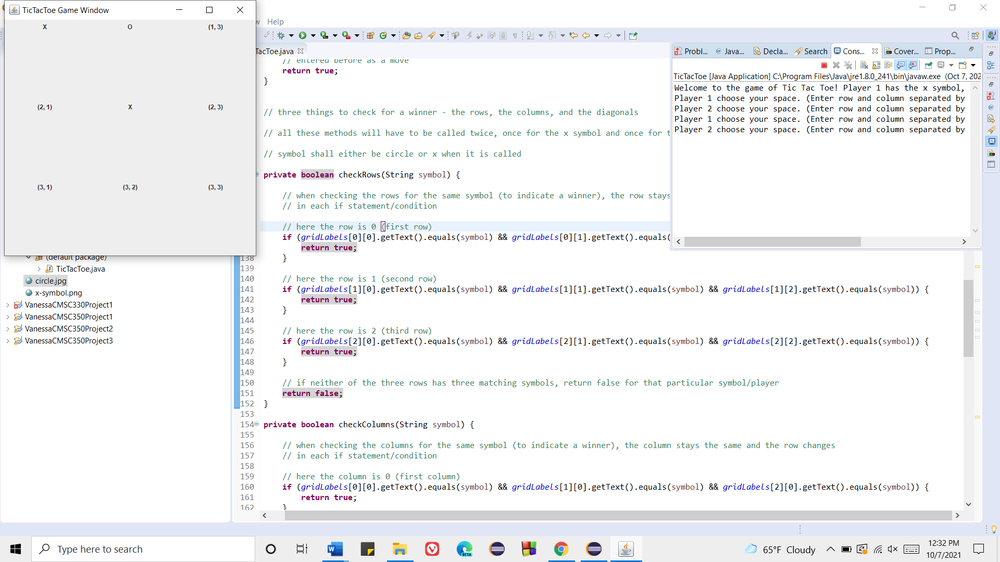 TicTacToe Game Window
X O (1, 3)
(2, 1) X (2, 3)
(3, 1) (3, 2) (3, 3)
Help
TacToe.java
// entered before as a move
return true;
}
// three things to check for a winner - the rows, the columns, and the diagonals
// all these methods will have to be called twice, once for the x symbol and once for
// symbol shall either be circle or x when it is called
private boolean checkRows(String symbol) {
// when checking the rows for the same symbol (to indicate a winner), the row stays
// in each if statement/condition
// here the row is 0 (first row)
if (gridLabels[0][0].getText().equals(symbol) && gridLabels[0][1].getText().equals(
return true;
138 }
139
140 // here the row is 1 (second row)
141 if (gridLabels[1][0].getText().equals(symbol) && gridLabels[1][1].getText().equals(symbol) && gridLabels[1][2].getText().equals(symbol)) {
142 return true;
143 }
144
145 // here the row is 2 (third row)
146 if (gridLabels[2][0].getText().equals(symbol) && gridLabels[2][1].getText().equals(symbol) && gridLabels[2][2].getText().equals(symbol)) {
147 return true;
148 }
149
150 // if neither of the three rows has three matching symbols, return false for that particular symbol/player
151 return false;
152 }
153
154 private boolean checkColumns(String symbol) {
155
156 // when checking the columns for the same symbol (to indicate a winner), the column stays the same and the row changes
157 // in each if statement/condition
158
159 // here the column is 0 (first column)
160 if (gridLabels[0][0].getText().equals(symbol) && gridLabels[1][0].getText().equals(symbol) && gridLabels[2][0].getText().equals(symbol)) {
161 return true;
162 }
Probl... Java... Decla... Search Cons... Cover... Prop...
TicTacToe [Java Application] C:\Program Files\Java\jre1.8.0_241\bin\javaw.exe (Oct 7, 202
Welcome to the game of Tic Tac Toe! Player 1 has the x symbol,
Player 1 choose your space. (Enter row and column separated by
Player 2 choose your space. (Enter row and column separated by
Player 1 choose your space. (Enter row and column separated by
Player 2 choose your space. (Enter row and column separated by
(default package)
TicTacToe.java
circle.jpg
x-symbol.png
VanessaCMSC330Project1
VanessaCMSC350Project1
VanessaCMSC350Project2
VanessaCMSC350Project3
Type here to search
BETA
65°F Cloudy
12:32 PM
10/7/2021